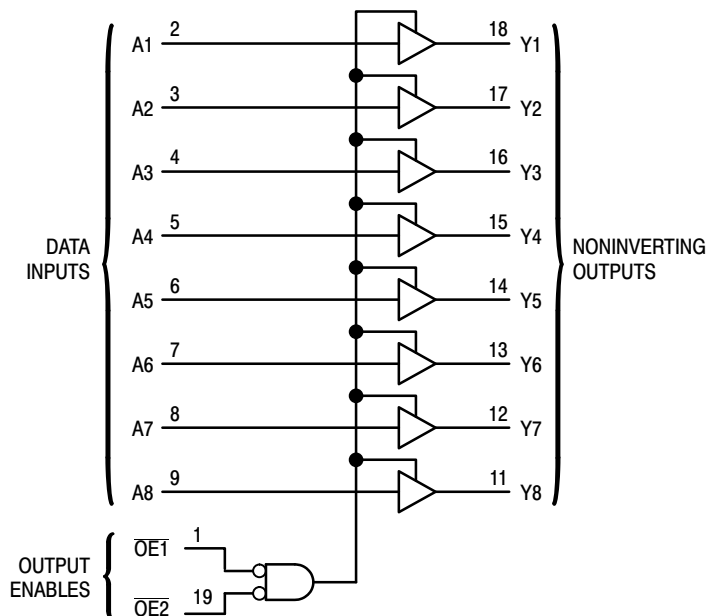 A1 2 18 Y1
A2 3 17 Y2
A3 4 16 Y3
A4 5 15 Y4
DATA
INPUTS
NONINVERTING
OUTPUTS
A5 6 14 Y5
A6 7 13 Y6
A7 8 12 Y7
A8 9 11 Y8
OUTPUT
ENABLES
O̅E̅1̅ 1
O̅E̅2̅ 19